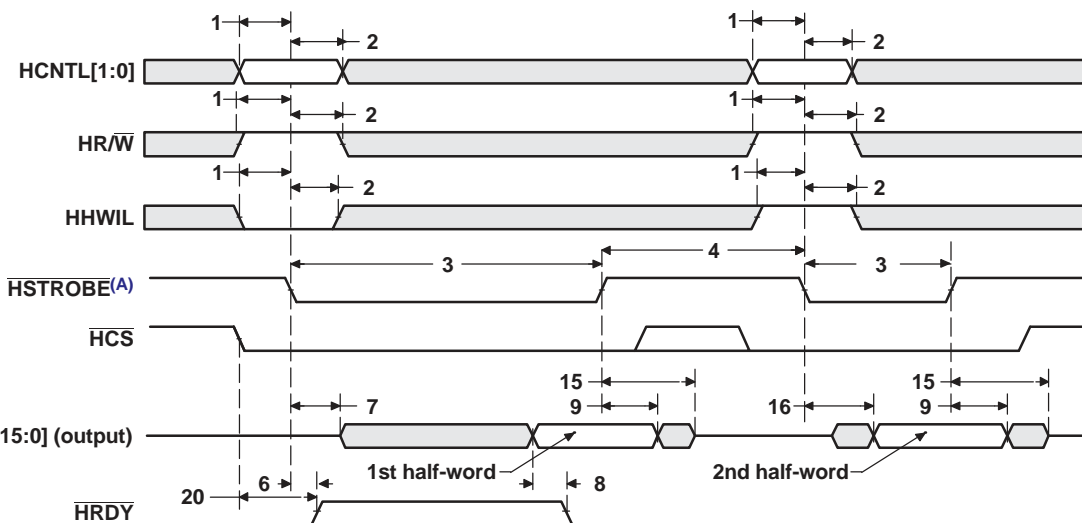 1 1
2 2
HCNTL[1:0]
1 1
2 2
HR/W̅
1 1
2 2
HHWIL
3 4 3
HSTROBE(A)
HCS
15 15
7 9 16 9
15:0] (output)
1st half-word 2nd half-word
6 8
20
HRDY